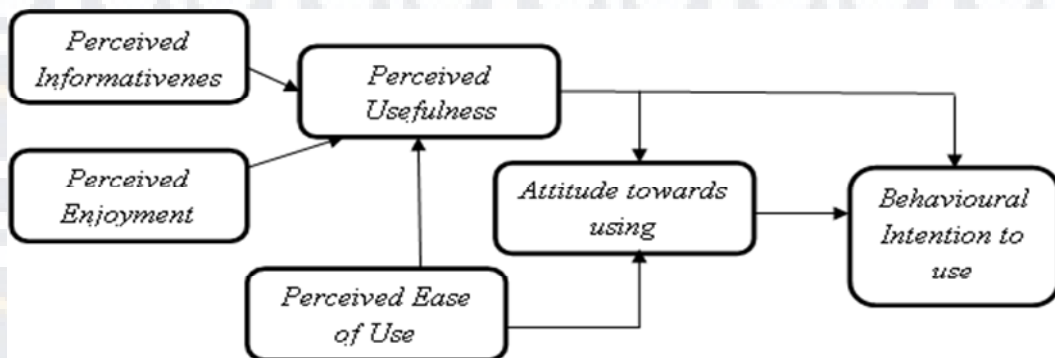 Perceived
Informativenes
Perceived
Usefulness
Perceived
Enjoyment
Attitude towards
using
Behavioural
Intention to
use
Perceived Ease
of Use